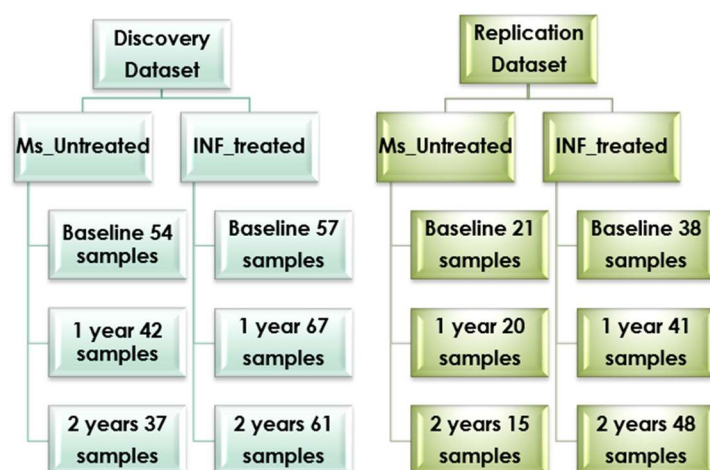 Discovery
Dataset
Ms_Untreated
INF_treated
Baseline 54
samples
Baseline 57
samples
1 year 42
samples
1 year 67
samples
2 years 37
samples
2 years 61
samples
Replication
Dataset
Ms_Untreated
INF_treated
Baseline 21
samples
Baseline 38
samples
1 year 20
samples
1 year 41
samples
2 years 15
samples
2 years 48
samples